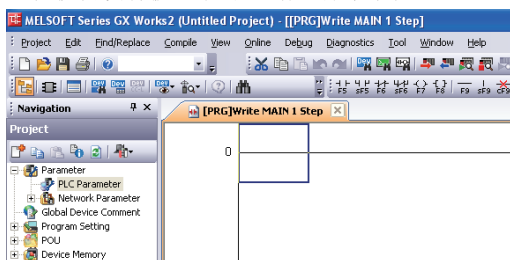 MELSOFT Series GX Works2 (Untitled Project) - [[PRG]Write MAIN 1 Step]
Project Edit Find/Replace Compile View Online Debug Diagnostics Tool Window Help
F5 sF5 F6 sF6 F7 F8 F9 sF9 cF9
Navigation
[PRG]Write MAIN 1 Step
Project
0
Parameter
PLC Parameter
Network Parameter
Global Device Comment
Program Setting
POU
Device Memory